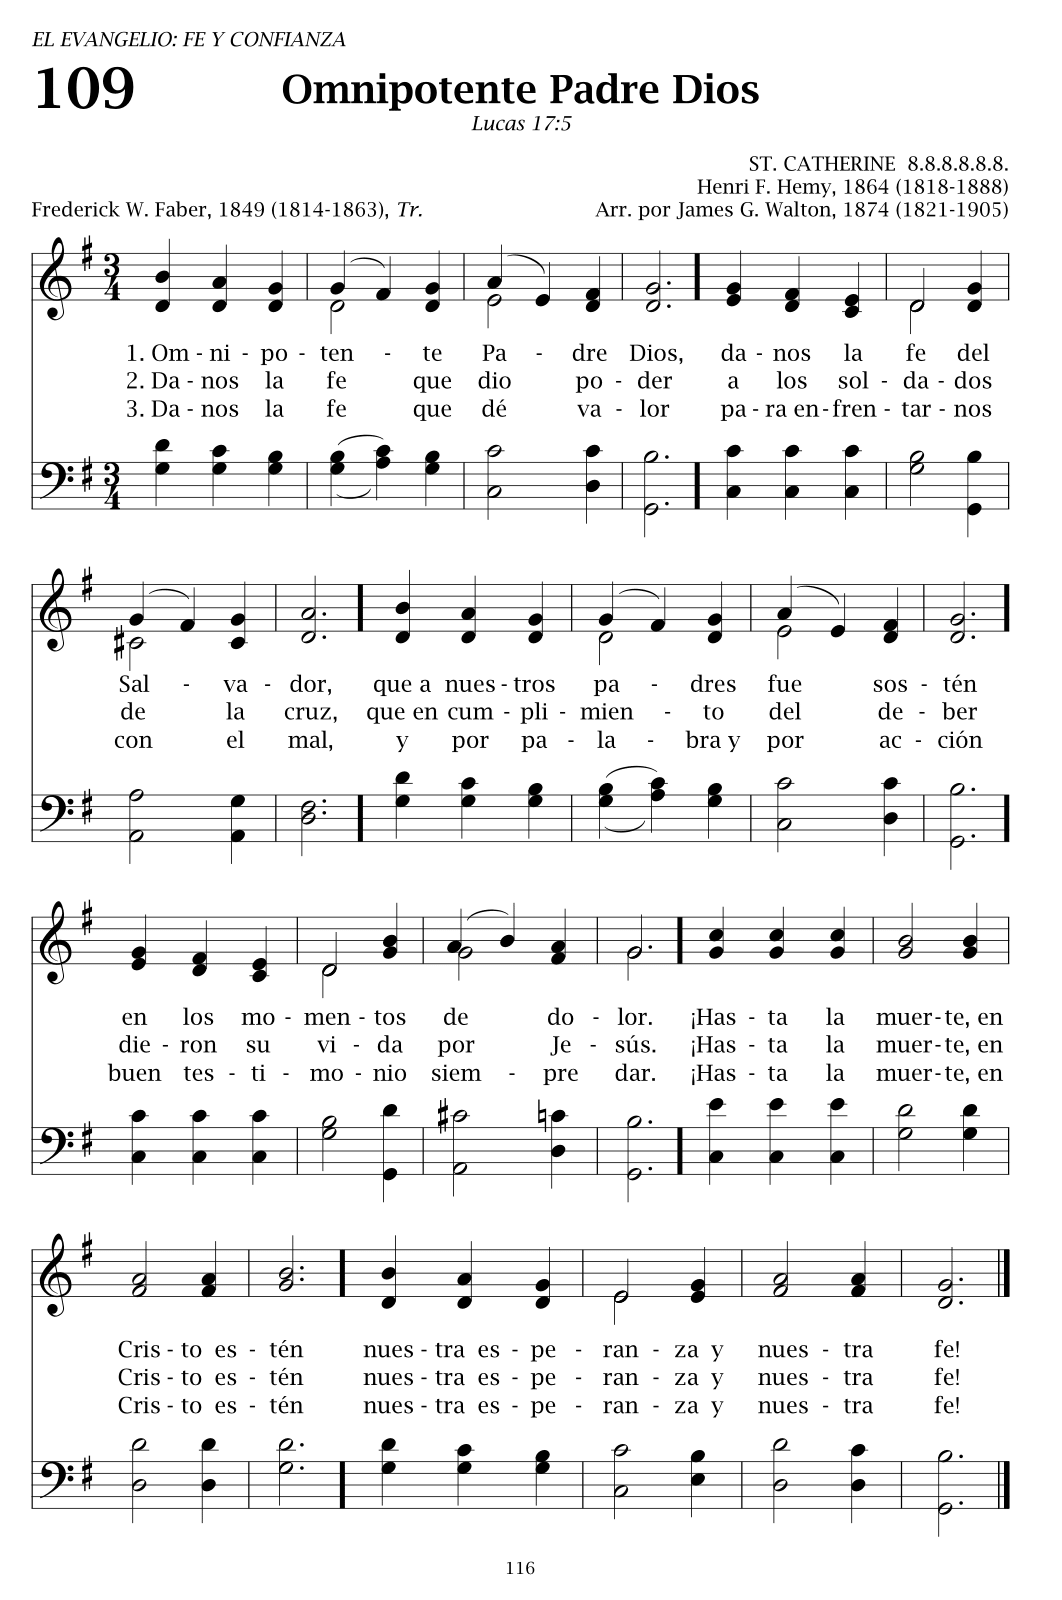 EL EVANGELIO: FE Y CONFIANZA
109 Omnipotente Padre Dios
Lucas 17:5
ST. CATHERINE 8.8.8.8.8.8.
Henri F. Hemy, 1864 (1818-1888)
Frederick W. Faber, 1849 (1814-1863), Tr. Arr. por James G. Walton, 1874 (1821-1905)
3 4
1. Om - ni - po - ten - te Pa - dre Dios, da - nos la fe del
2. Da - nos la fe que dio po - der a los sol - da - dos
3. Da - nos la fe que dé va - lor pa - ra en - fren - tar - nos
3 4
Sal - va - dor, que a nues - tros pa - dres fue sos - tén
de la cruz, que en cum - pli - mien - to del de - ber
con el mal, y por pa - la - bra y por ac - ción
en los mo - men - tos de do - lor. ¡Has - ta la muer - te, en
die - ron su vi - da por Je - sús. ¡Has - ta la muer - te, en
buen tes - ti - mo - nio siem - pre dar. ¡Has - ta la muer - te, en
Cris - to es - tén nues - tra es - pe - ran - za y nues - tra fe!
Cris - to es - tén nues - tra es - pe - ran - za y nues - tra fe!
Cris - to es - tén nues - tra es - pe - ran - za y nues - tra fe!
116